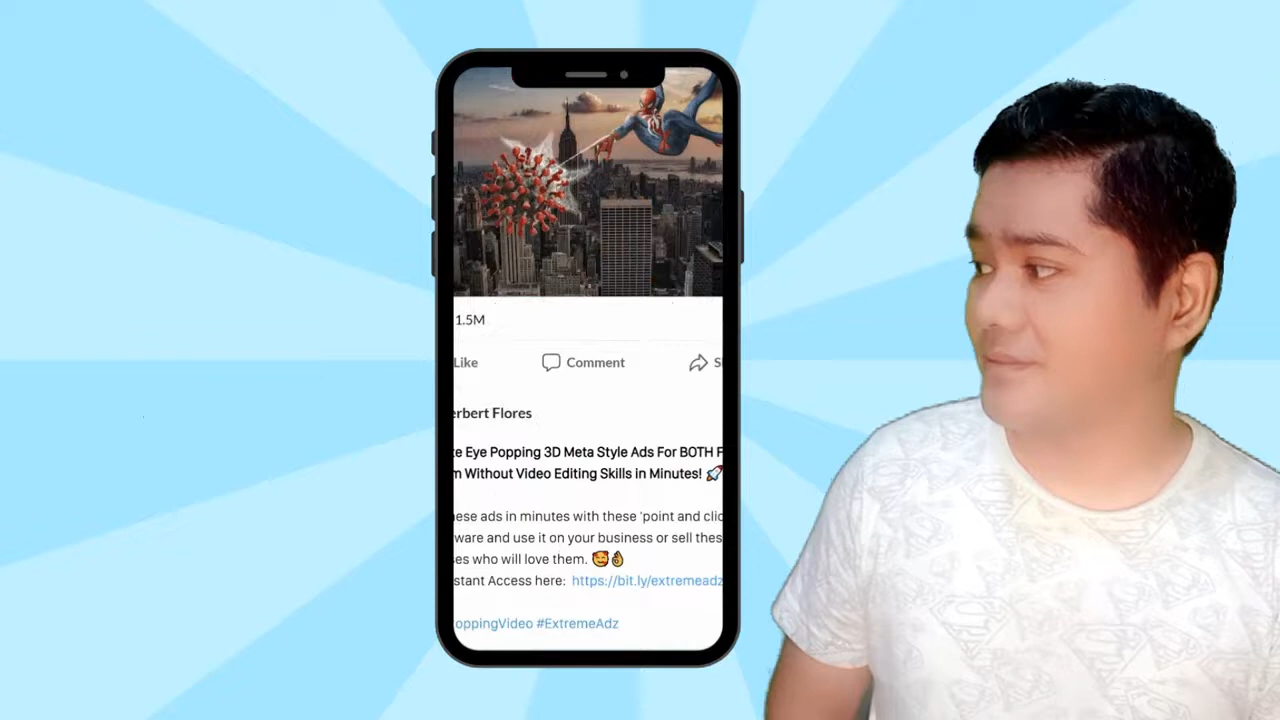 1.5M
Like
Comment
erbert Flores
te Eye Popping 3D Meta Style Ads For BOTH F
m Without Video Editing Skills in Minutes! 🚀
ese ads in minutes with these 'point and clic
ware and use it on your business or sell thes
ses who will love them. 🥰👌
stant Access here: https://bit.ly/extremeadz
oppingVideo #ExtremeAdz